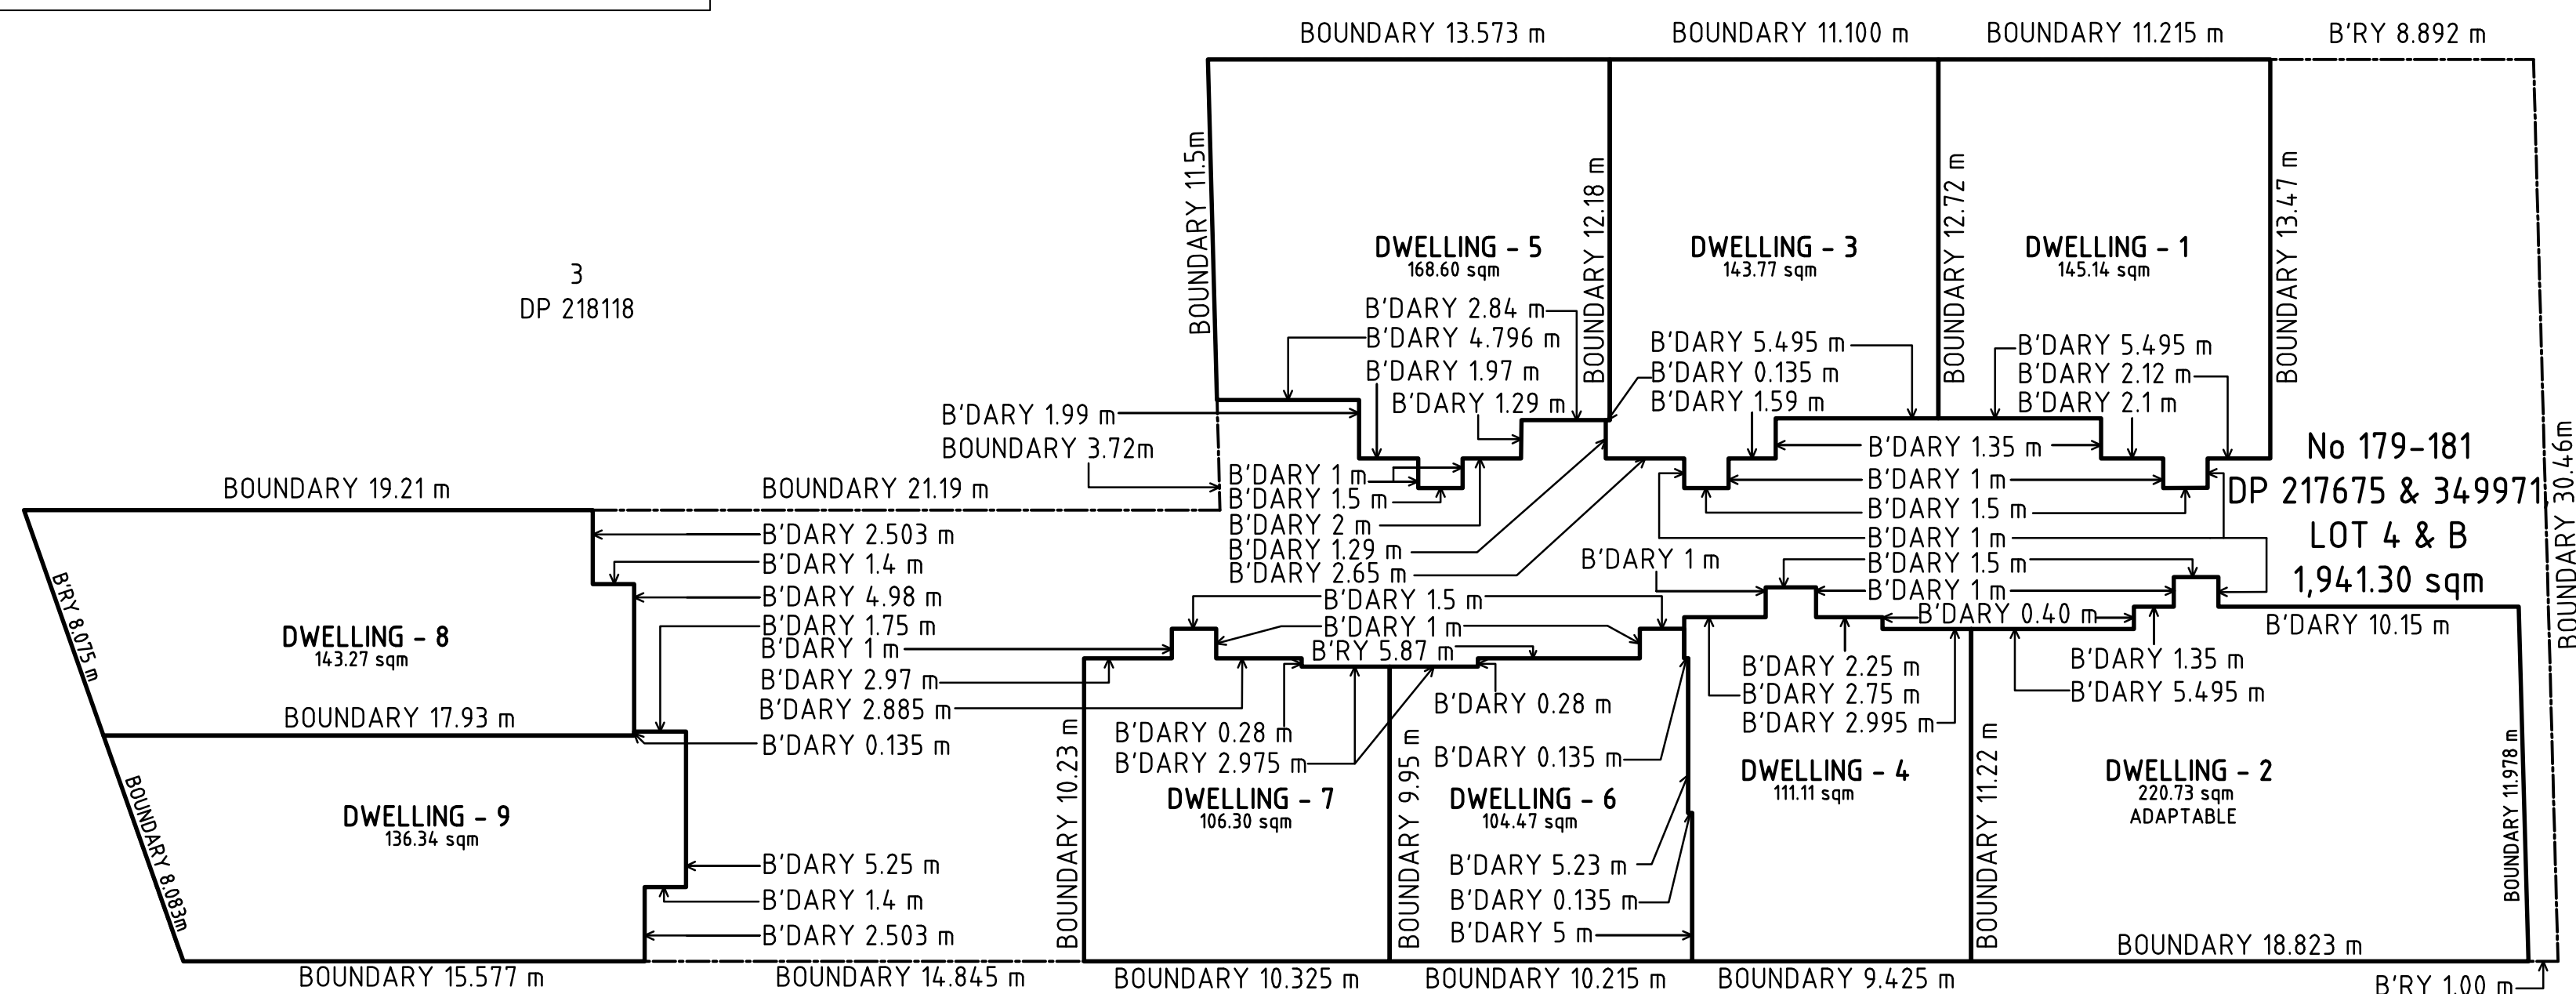 BOUNDARY 13.573 m
BOUNDARY 11.100 m
BOUNDARY 11.215 m
B'RY 8.892 m
BOUNDARY 11.5m
BOUNDARY 12.18 m
BOUNDARY 12.72 m
BOUNDARY 13.47 m
BOUNDARY 30.46m
DWELLING - 5
168.60 sqm
DWELLING - 3
143.77 sqm
DWELLING - 1
145.14 sqm
3
DP 218118
B'DARY 2.84 m
B'DARY 4.796 m
B'DARY 1.97 m
B'DARY 1.29 m
B'DARY 5.495 m
B'DARY 0.135 m
B'DARY 1.59 m
B'DARY 5.495 m
B'DARY 2.12 m
B'DARY 2.1 m
B'DARY 1.99 m
BOUNDARY 3.72m
No 179-181
DP 217675 & 349971
LOT 4 & B
1,941.30 sqm
B'DARY 1 m
B'DARY 1.5 m
B'DARY 2 m
B'DARY 1.29 m
B'DARY 2.65 m
B'DARY 1.35 m
B'DARY 1 m
B'DARY 1.5 m
B'DARY 1 m
B'DARY 1.5 m
B'DARY 1 m
B'DARY 0.40 m
B'DARY 1 m
BOUNDARY 19.21 m
BOUNDARY 21.19 m
B'DARY 2.503 m
B'DARY 1.4 m
B'DARY 4.98 m
B'DARY 1.75 m
B'DARY 1 m
B'DARY 2.97 m
B'DARY 2.885 m
B'DARY 0.135 m
B'RY 8.075 m
DWELLING - 8
143.27 sqm
BOUNDARY 17.93 m
B'DARY 1.5 m
B'DARY 1 m
B'RY 5.87 m
B'DARY 10.15 m
B'DARY 2.25 m
B'DARY 2.75 m
B'DARY 2.995 m
B'DARY 1.35 m
B'DARY 5.495 m
B'DARY 0.28 m
B'DARY 2.975 m
B'DARY 0.28 m
B'DARY 0.135 m
BOUNDARY 8.083m
DWELLING - 9
136.34 sqm
BOUNDARY 10.23 m
DWELLING - 7
106.30 sqm
BOUNDARY 9.95 m
DWELLING - 6
104.47 sqm
DWELLING - 4
111.11 sqm
BOUNDARY 11.22 m
DWELLING - 2
220.73 sqm
ADAPTABLE
BOUNDARY 11.978 m
B'DARY 5.25 m
B'DARY 1.4 m
B'DARY 2.503 m
B'DARY 5.23 m
B'DARY 0.135 m
B'DARY 5 m
BOUNDARY 15.577 m
BOUNDARY 14.845 m
BOUNDARY 10.325 m
BOUNDARY 10.215 m
BOUNDARY 9.425 m
BOUNDARY 18.823 m
B'RY 1.00 m